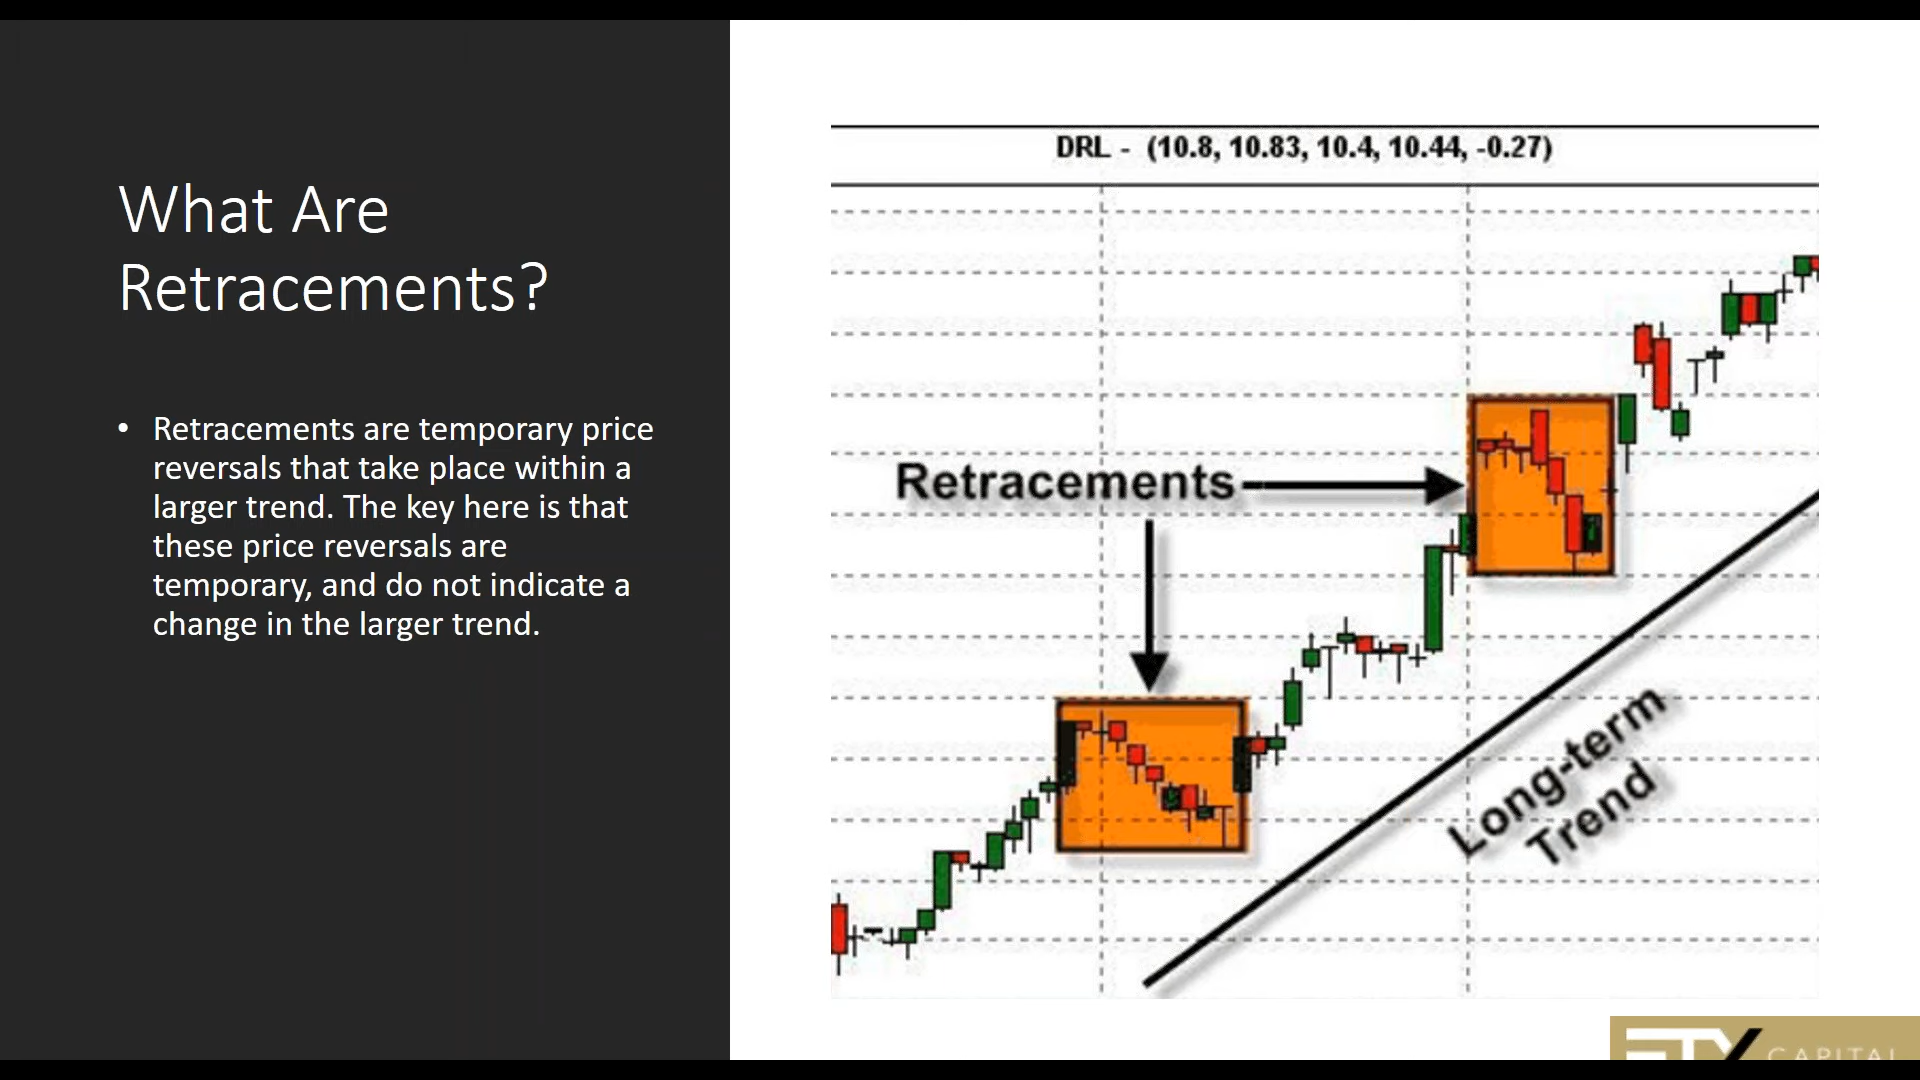 What Are
Retracements?
• Retracements are temporary price
reversals that take place within a
larger trend. The key here is that
these price reversals are
temporary, and do not indicate a
change in the larger trend.
DRL - (10.8, 10.83, 10.4, 10.44, -0.27)
Retracements
Long-term
Trend
CAPITAL